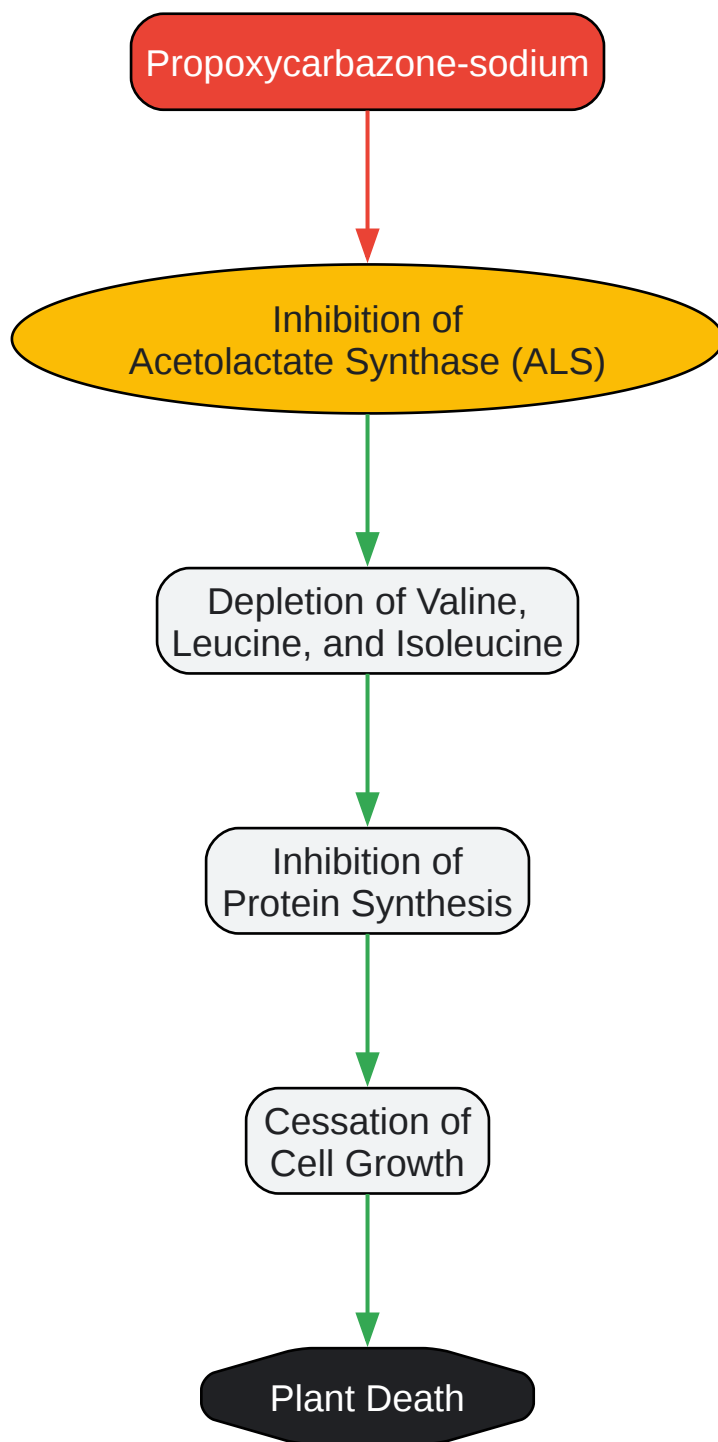 Propoxycarbazone-sodium
Inhibition of
Acetolactate Synthase (ALS)
Depletion of Valine,
Leucine, and Isoleucine
Inhibition of
Protein Synthesis
Cessation of
Cell Growth
Plant Death